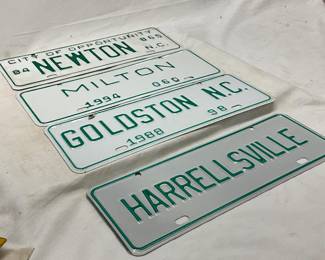 CITY OF OPPORTUNITY
84 NEWTON N.C. 865
MILTON
1994 060
GOLDSTON N.C.
1988 98
HARRELLSVILLE